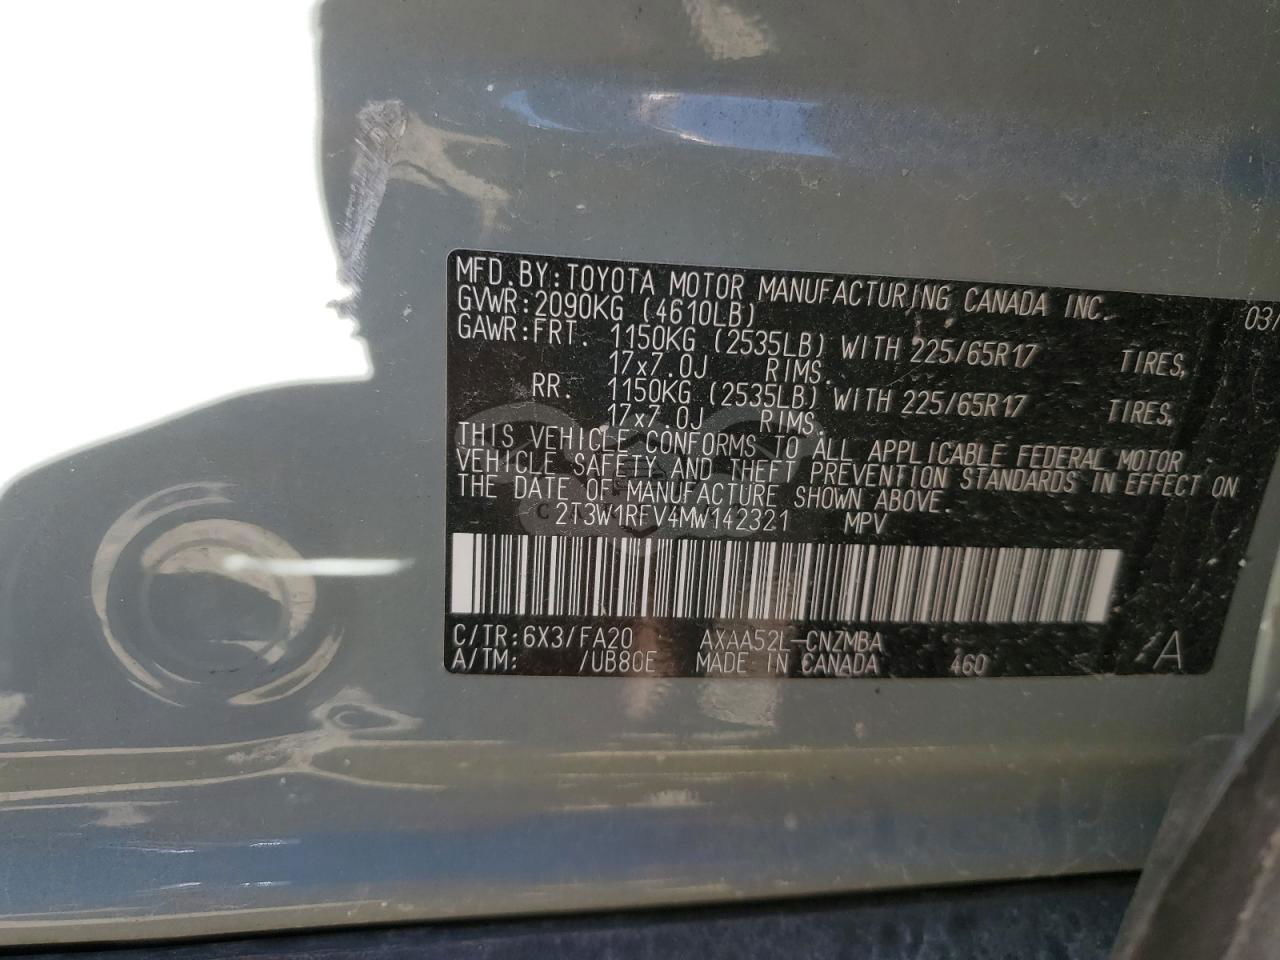 MFD.BY:TOYOTA MOTOR MANUFACTURING CANADA INC. 03/
GVWR:2090KG (4610LB)
GAWR:FRT. 1150KG (2535LB) WITH 225/65R17 TIRES,
17x7.0J RIMS.
RR. 1150KG (2535LB) WITH 225/65R17 TIRES,
17x7.0J RIMS.
THIS VEHICLE CONFORMS TO ALL APPLICABLE FEDERAL MOTOR
VEHICLE SAFETY AND THEFT PREVENTION STANDARDS IN EFFECT ON
THE DATE OF MANUFACTURE SHOWN ABOVE.
2T3W1RFV4MW142321 MPV
C/TR:6X3/FA20 AXAA52L-CNZMBA
A/TM: /UB80E MADE IN CANADA 460 A